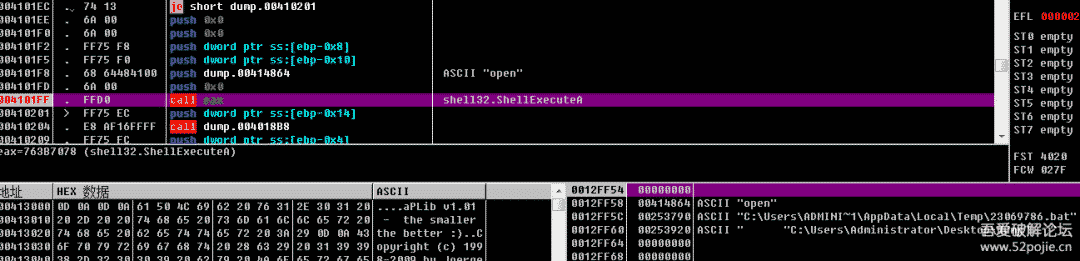 004101EC . 74 13 je short dump.00410201
004101EE . 6A 00 push 0x0
004101F0 . 6A 00 push 0x0
004101F2 . FF75 F8 push dword ptr ss:[ebp-0x8]
004101F5 . FF75 F0 push dword ptr ss:[ebp-0x10]
004101F8 . 68 64484100 push dump.00414864 ASCII "open"
004101FD . 6A 00 push 0x0
004101FF . FFD0 call eax shell32.ShellExecuteA
00410201 > FF75 EC push dword ptr ss:[ebp-0x14]
00410204 . E8 AF16FFFF call dump.004018B8
00410209 . FF75 FC push dword ptr ss:[ebp-0x4]
eax=763B7078 (shell32.ShellExecuteA)
EFL 000002
ST0 empty
ST1 empty
ST2 empty
ST3 empty
ST4 empty
ST5 empty
ST6 empty
ST7 empty
FST 4020
FCW 027F
地址 HEX 数据 ASCII
00413000 0D 0A 0D 0A 61 50 4C 69 62 20 76 31 2E 30 31 20 ....aPLib v1.01
00413010 20 2D 20 20 74 68 65 20 73 6D 61 6C 6C 65 72 20 -  the smaller
00413020 74 68 65 20 62 65 74 74 65 72 20 3A 29 0D 0A 43 the better :)..C
00413030 6F 70 79 72 69 67 68 74 20 28 63 29 20 31 39 39 opyright (c) 199
00413040 38 2D 32 30 30 39 20 62 79 20 4A 6F 65 72 67 65 8-2009 by Joerge
0012FF54 00000000
0012FF58 00414864 ASCII "open"
0012FF5C 00253790 ASCII "C:\Users\ADMINI~1\AppData\Local\Temp\23069786.bat"
0012FF60 00253920 ASCII " "C:\Users\Administrator\Desktop
0012FF64 00000000
0012FF68 00000000
吾爱破解论坛
www.52pojie.cn